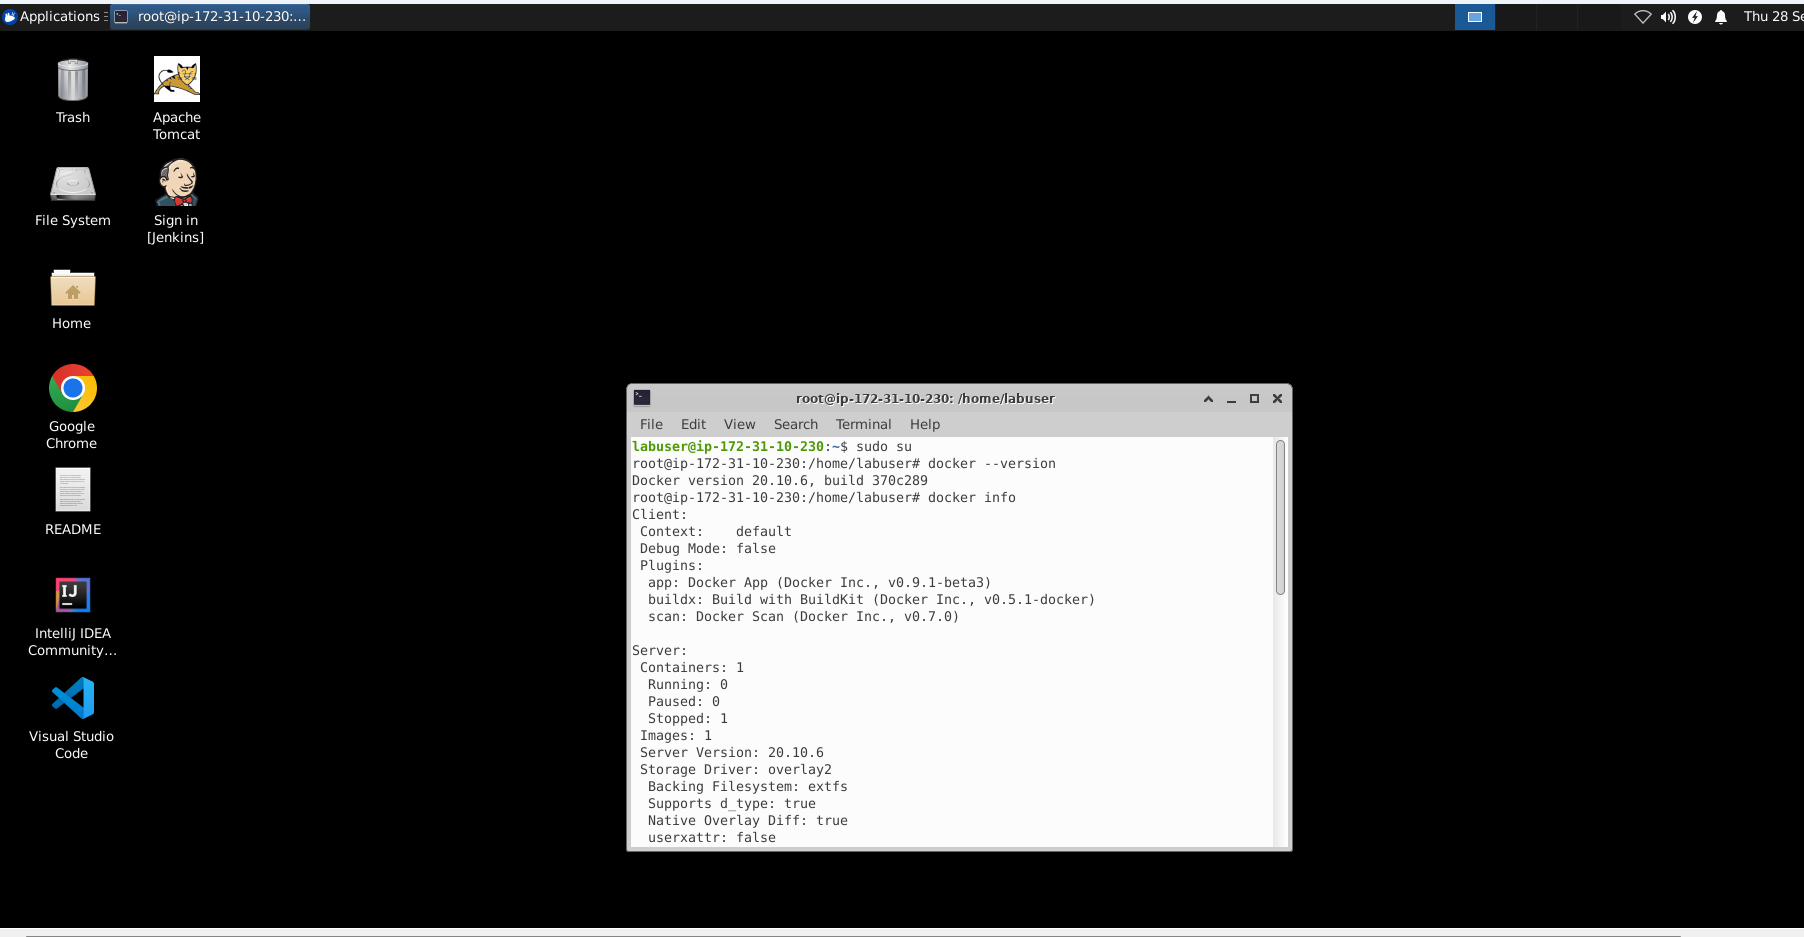 Applications
root@ip-172-31-10-230:...
Thu 28 Se
Trash
Apache
Tomcat
File System
Sign in
[Jenkins]
Home
Google
Chrome
README
IJ
IntelliJ IDEA
Community...
Visual Studio
Code
root@ip-172-31-10-230: /home/labuser
File Edit View Search Terminal Help
labuser@ip-172-31-10-230:~$ sudo su
root@ip-172-31-10-230:/home/labuser# docker --version
Docker version 20.10.6, build 370c289
root@ip-172-31-10-230:/home/labuser# docker info
Client:
Context:    default
Debug Mode: false
Plugins:
app: Docker App (Docker Inc., v0.9.1-beta3)
buildx: Build with BuildKit (Docker Inc., v0.5.1-docker)
scan: Docker Scan (Docker Inc., v0.7.0)
Server:
Containers: 1
Running: 0
Paused: 0
Stopped: 1
Images: 1
Server Version: 20.10.6
Storage Driver: overlay2
Backing Filesystem: extfs
Supports d_type: true
Native Overlay Diff: true
userxattr: false